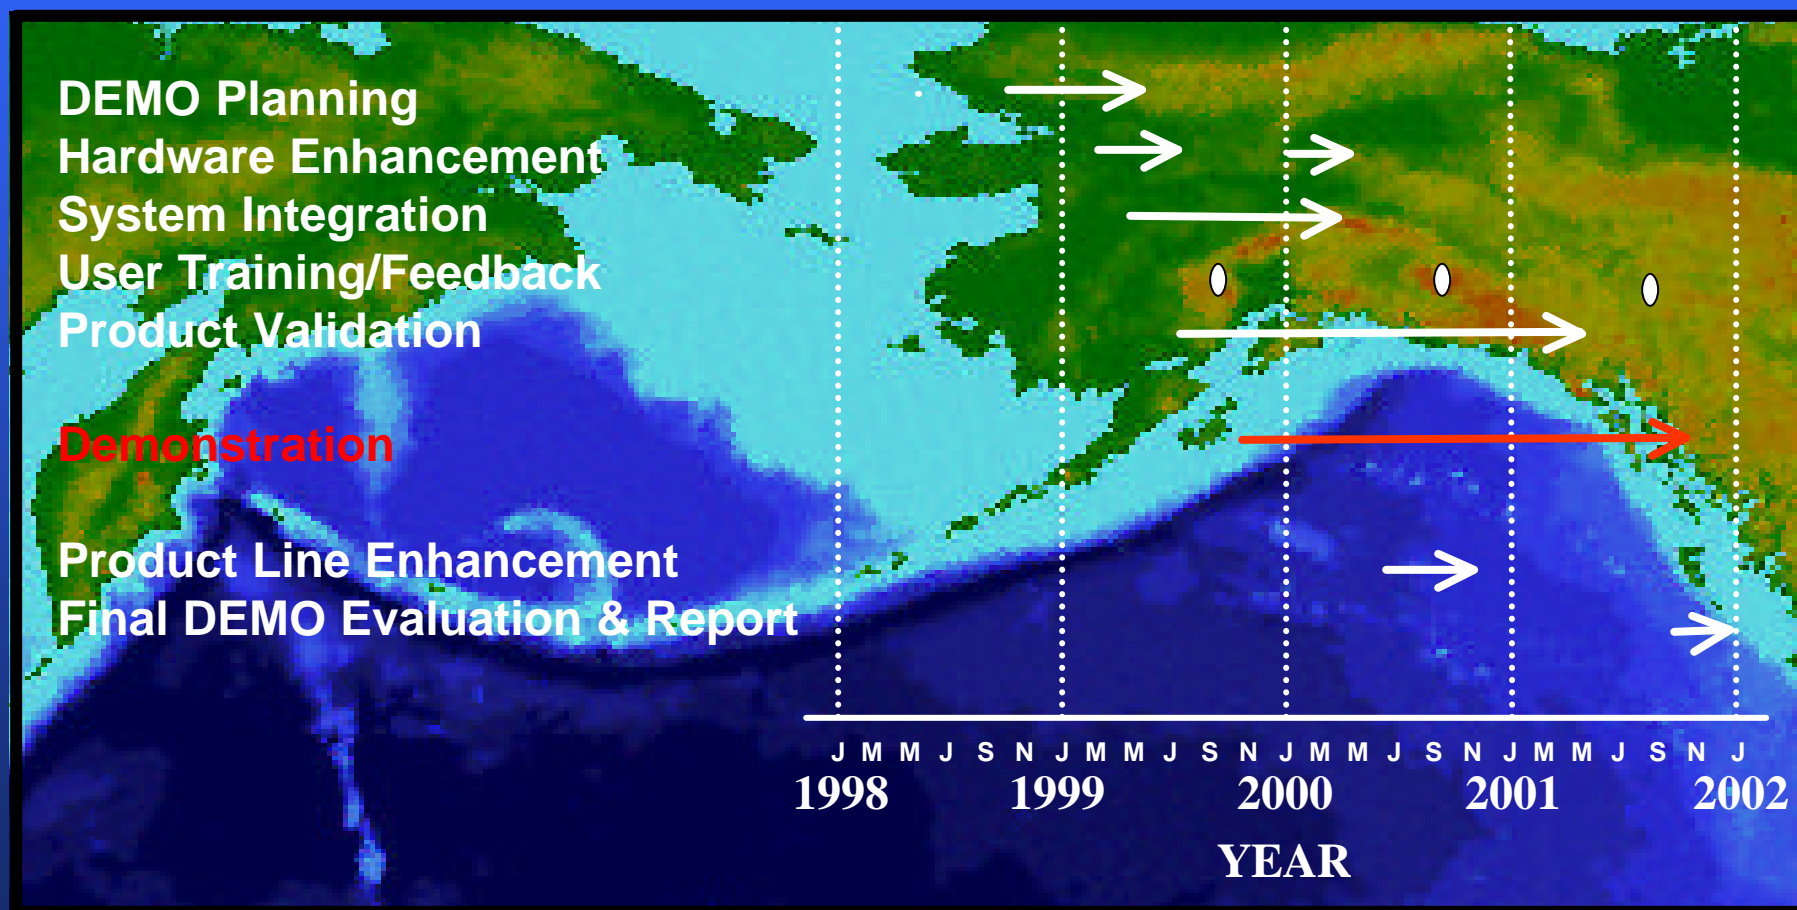 DEMO Planning
Hardware Enhancement
System Integration
User Training/Feedback
Product Validation
Demonstration
Product Line Enhancement
Final DEMO Evaluation & Report
J M M J S N J M M J S N J M M J S N J M M J S N J
1998 1999 2000 2001 2002
YEAR